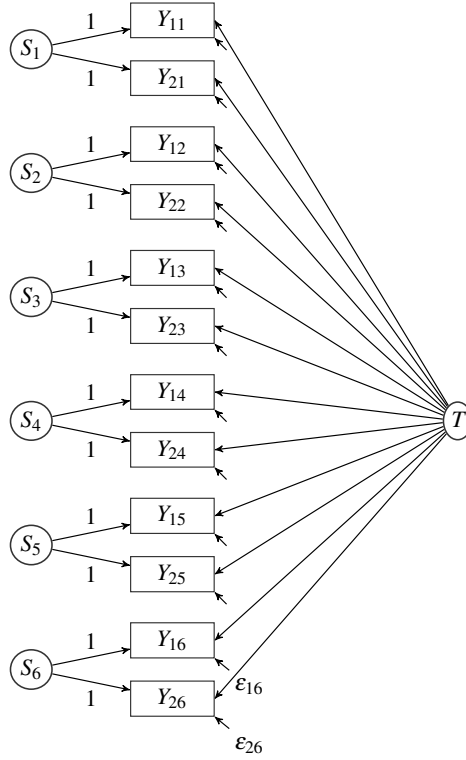 1 Y₁₁
S₁
1 Y₂₁
1 Y₁₂
S₂
1 Y₂₂
1 Y₁₃
S₃
1 Y₂₃
1 Y₁₄
S₄ T
1 Y₂₄
1 Y₁₅
S₅
1 Y₂₅
1 Y₁₆
S₆ ε₁₆
1 Y₂₆
ε₂₆